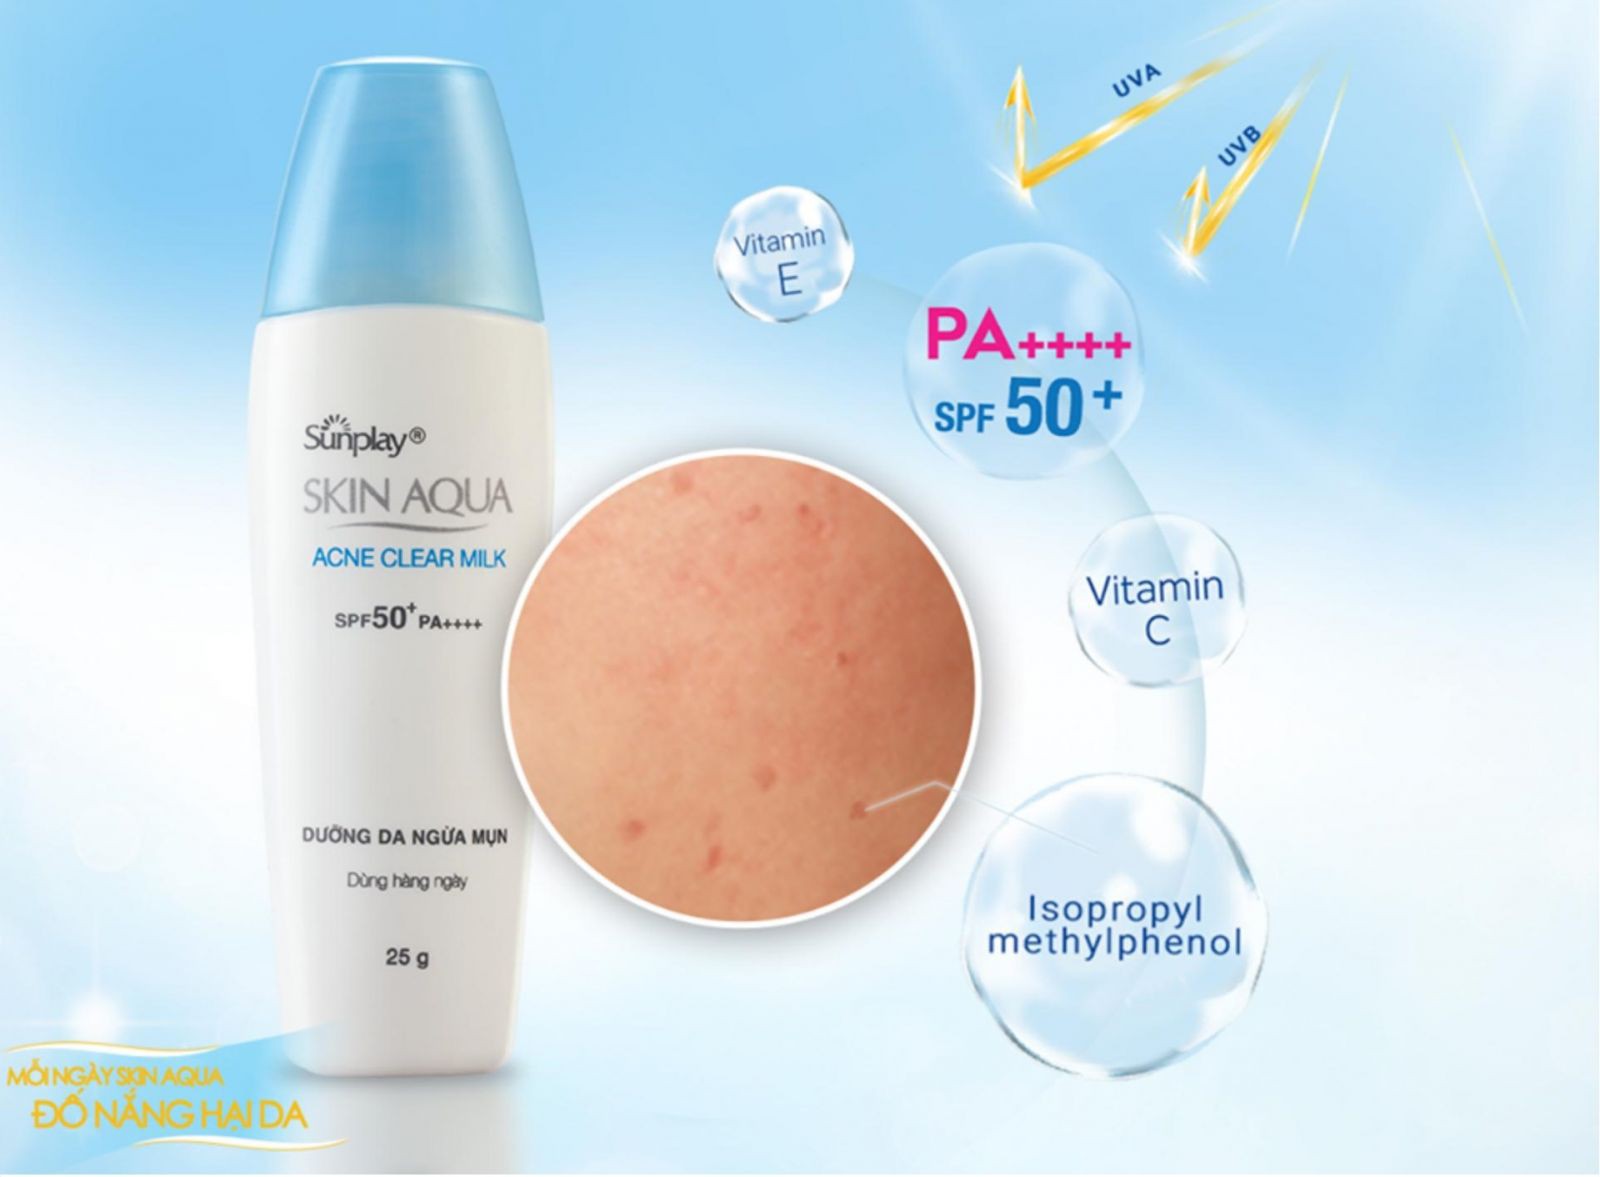 Sunplay®
SKIN AQUA
ACNE CLEAR MILK
SPF50+ PA++++
DƯỠNG DA NGỪA MỤN
Dùng hàng ngày
25 g
MỖI NGÀY SKIN AQUA
ĐỐ NẮNG HẠI DA
UVA
UVB
Vitamin
E
PA++++
SPF 50+
Vitamin
C
Isopropyl
methylphenol